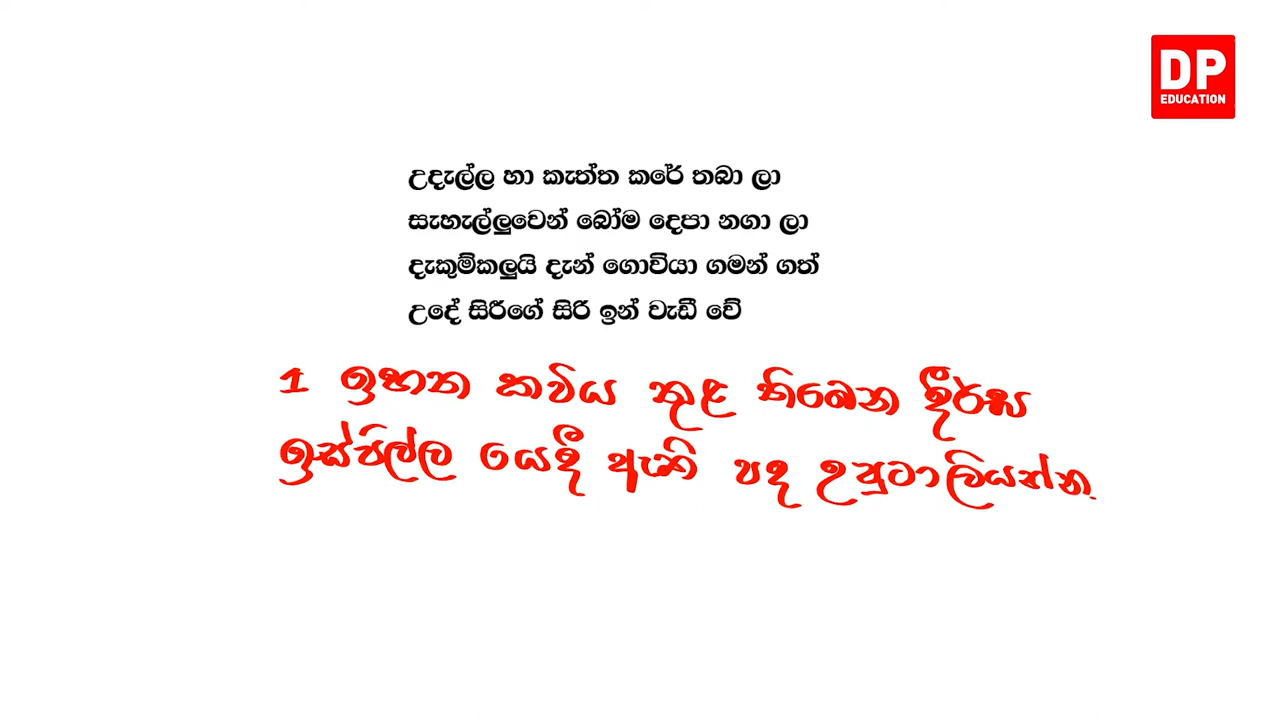 DP
EDUCATION
උදැල්ල හා කැත්ත කරේ තබා ලා
සැහැල්ලුවෙන් බෝම දෙපා නගා ලා
දැකුම්කලුයි දැන් ගොවියා ගමන් ගත්
උදේ සිරීගේ සිරි ඉන් වැඩී වේ
1 ඉහත කවිය තුළ තිබෙන දීර්ඝ
ඉස්පිල්ල යෙදී ඇති පද උපුටා ලියන්න.